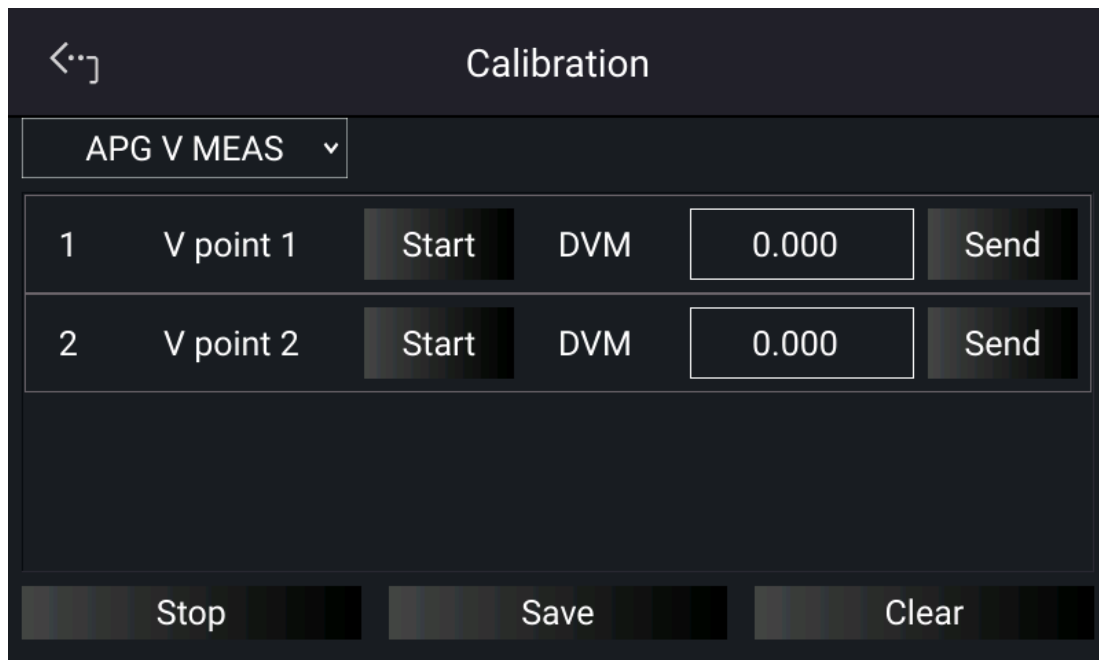 Calibration
APG V MEAS
1 V point 1 Start DVM 0.000 Send
2 V point 2 Start DVM 0.000 Send
Stop Save Clear